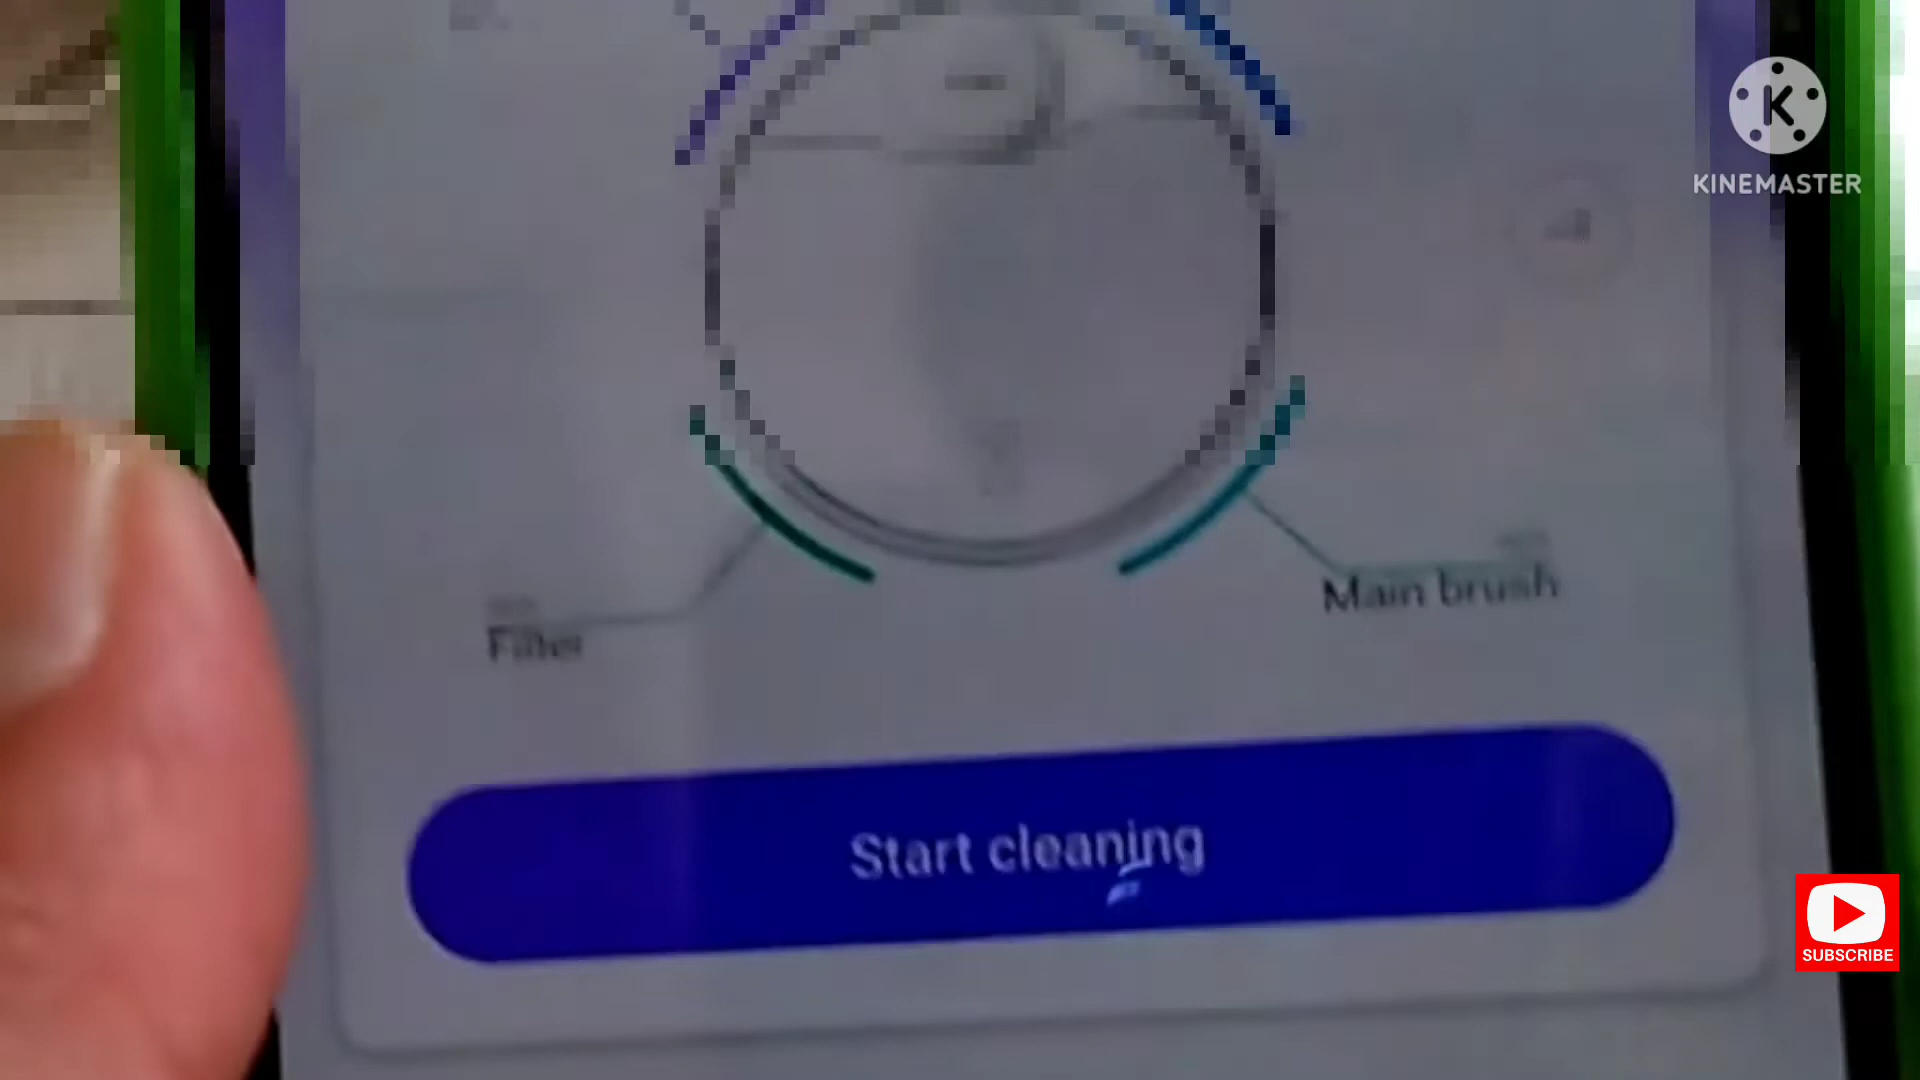 KINEMASTER
Main brush
Filter
Start cleaning
SUBSCRIBE